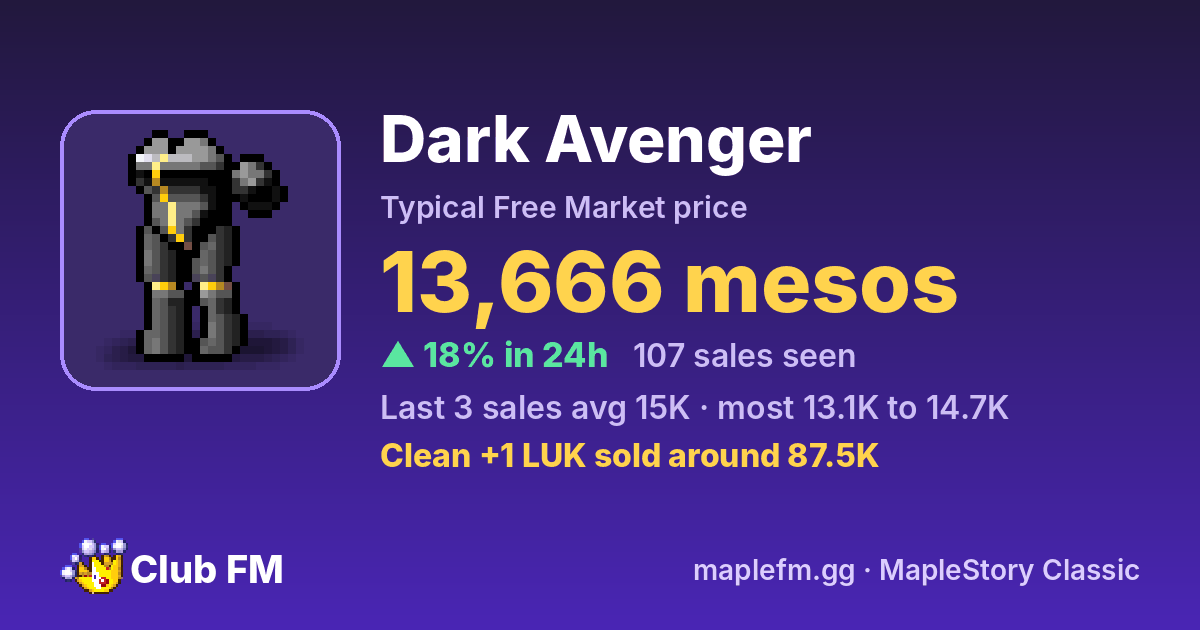 Dark Avenger
Typical Free Market price
13,666 mesos
▲ 18% in 24h 107 sales seen
Last 3 sales avg 15K · most 13.1K to 14.7K
Clean +1 LUK sold around 87.5K
Club FM
maplefm.gg · MapleStory Classic